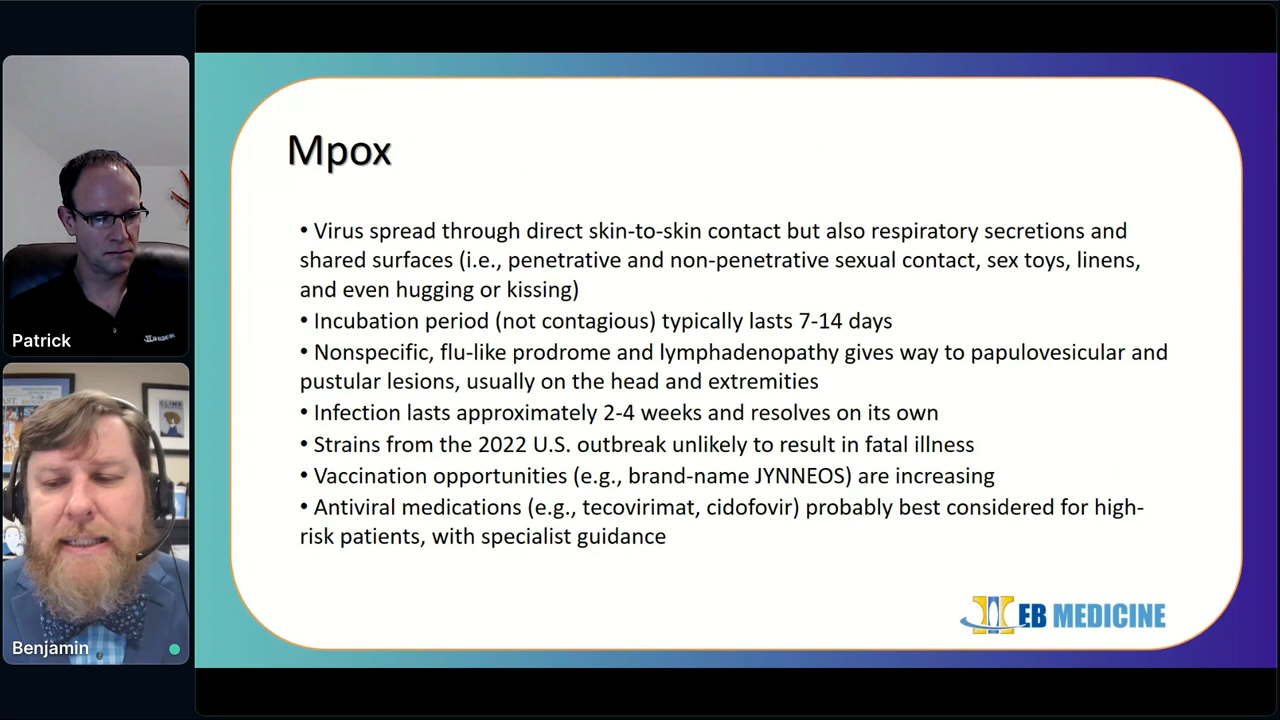 Mpox
• Virus spread through direct skin-to-skin contact but also respiratory secretions and
shared surfaces (i.e., penetrative and non-penetrative sexual contact, sex toys, linens,
and even hugging or kissing)
• Incubation period (not contagious) typically lasts 7-14 days
• Nonspecific, flu-like prodrome and lymphadenopathy gives way to papulovesicular and
pustular lesions, usually on the head and extremities
• Infection lasts approximately 2-4 weeks and resolves on its own
• Strains from the 2022 U.S. outbreak unlikely to result in fatal illness
• Vaccination opportunities (e.g., brand-name JYNNEOS) are increasing
• Antiviral medications (e.g., tecovirimat, cidofovir) probably best considered for high-
risk patients, with specialist guidance
EB MEDICINE
Patrick
Benjamin